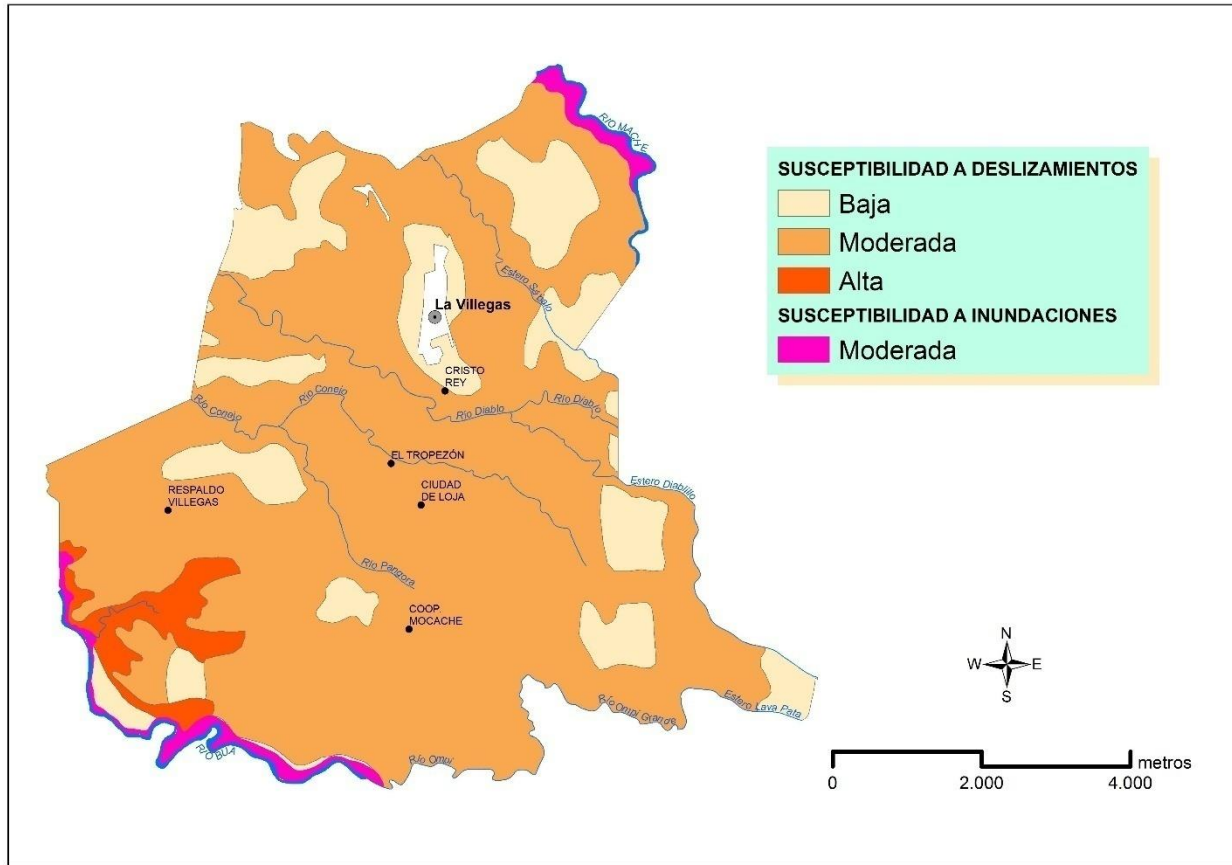 RÍO MACHE
SUSCEPTIBILIDAD A DESLIZAMIENTOS
Baja
Moderada
Alta
SUSCEPTIBILIDAD A INUNDACIONES
Moderada
Estero Sábalo
La Villegas
CRISTO
REY
Río Conejo
Río Conejo
Río Diablo
Río Diablo
EL TROPEZÓN
RESPALDO
VILLEGAS
CIUDAD
DE LOJA
Estero Diablillo
Río Pangora
COOP.
MOCACHE
N
W
E
S
Río Ompi Grande
Estero Lava Pata
RÍO BÚA
Río Ompi
metros
0
2.000
4.000